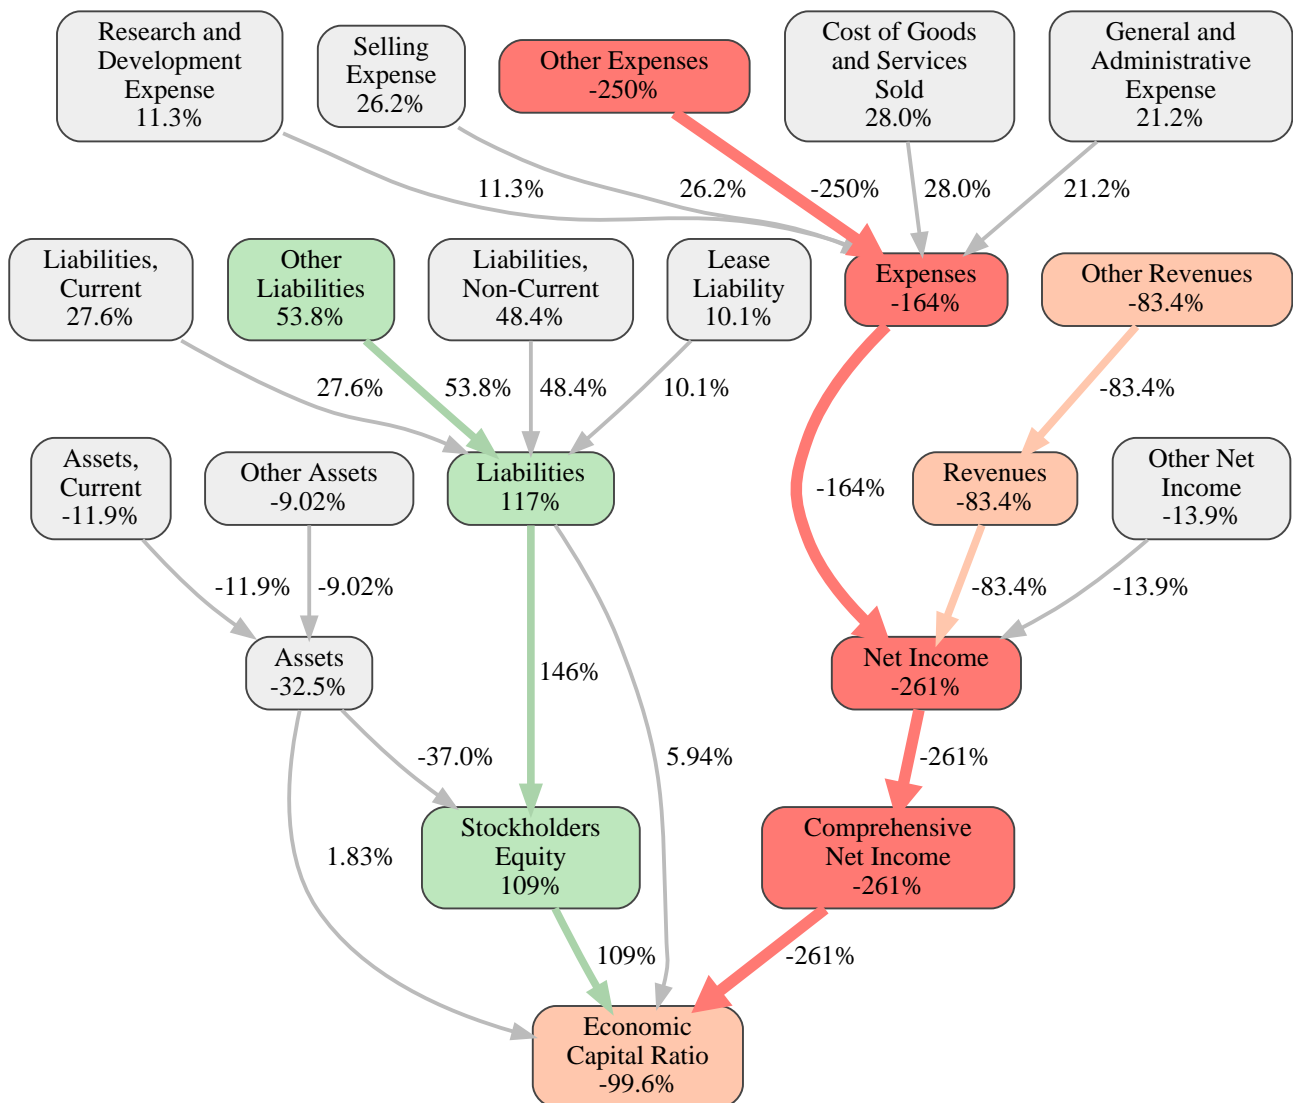 Research and
Development
Expense
11.3%
Selling
Expense
26.2%
Other Expenses
-250%
Cost of Goods
and Services
Sold
28.0%
General and
Administrative
Expense
21.2%
11.3%
26.2%
-250%
28.0%
21.2%
Liabilities,
Current
27.6%
Other
Liabilities
53.8%
Liabilities,
Non-Current
48.4%
Lease
Liability
10.1%
Expenses
-164%
Other Revenues
-83.4%
27.6%
53.8%
48.4%
10.1%
-83.4%
Assets,
Current
-11.9%
Other Assets
-9.02%
Liabilities
117%
-164%
Revenues
-83.4%
Other Net
Income
-13.9%
-11.9%
-9.02%
-83.4%
-13.9%
Assets
-32.5%
146%
Net Income
-261%
-37.0%
5.94%
-261%
1.83%
Stockholders
Equity
109%
Comprehensive
Net Income
-261%
109%
-261%
Economic
Capital Ratio
-99.6%